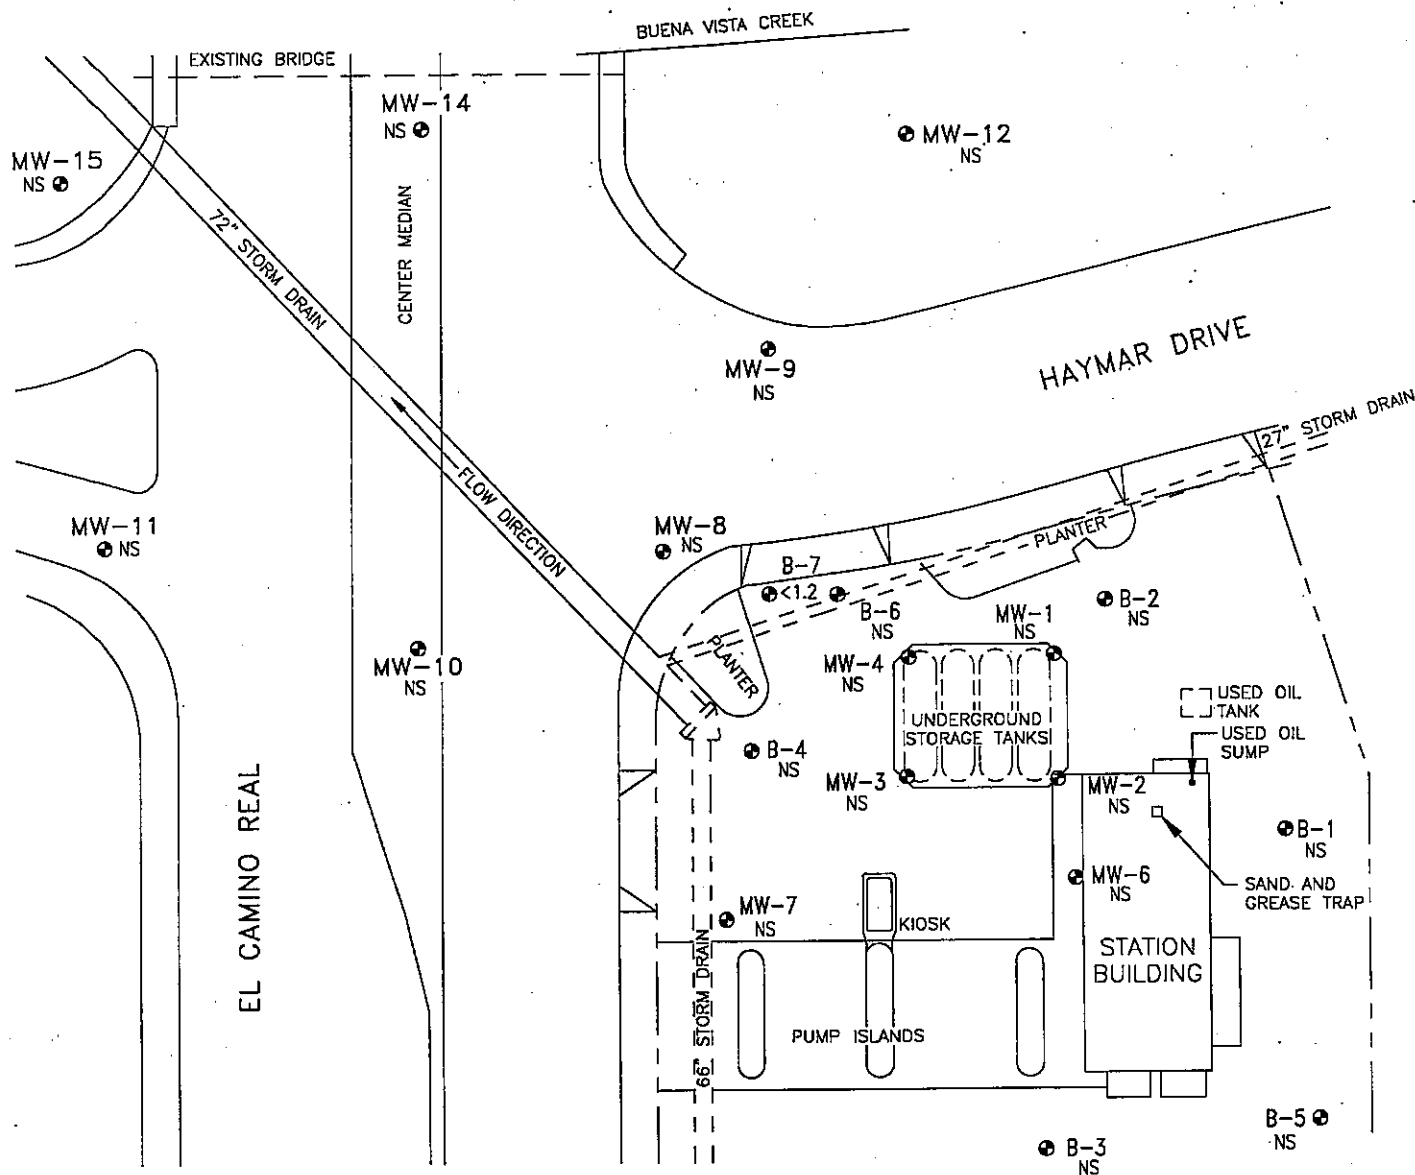 BUENA VISTA CREEK
EXISTING BRIDGE
MW-14
NS
MW-12
NS
MW-15
NS
72" STORM DRAIN
CENTER MEDIAN
MW-9
NS
HAYMAR DRIVE
27" STORM DRAIN
FLOW DIRECTION
MW-11
NS
MW-8
NS
PLANTER
B-7
<1.2
B-6
NS
B-2
NS
MW-1
NS
MW-10
NS
PLANTER
MW-4
NS
UNDERGROUND
STORAGE TANKS
USED OIL
TANK
USED OIL
SUMP
B-4
NS
MW-3
NS
MW-2
NS
B-1
NS
EL CAMINO REAL
MW-6
NS
SAND AND
GREASE TRAP
MW-7
NS
KIOSK
STATION
BUILDING
66" STORM DRAIN
PUMP ISLANDS
B-5
NS
B-3
NS